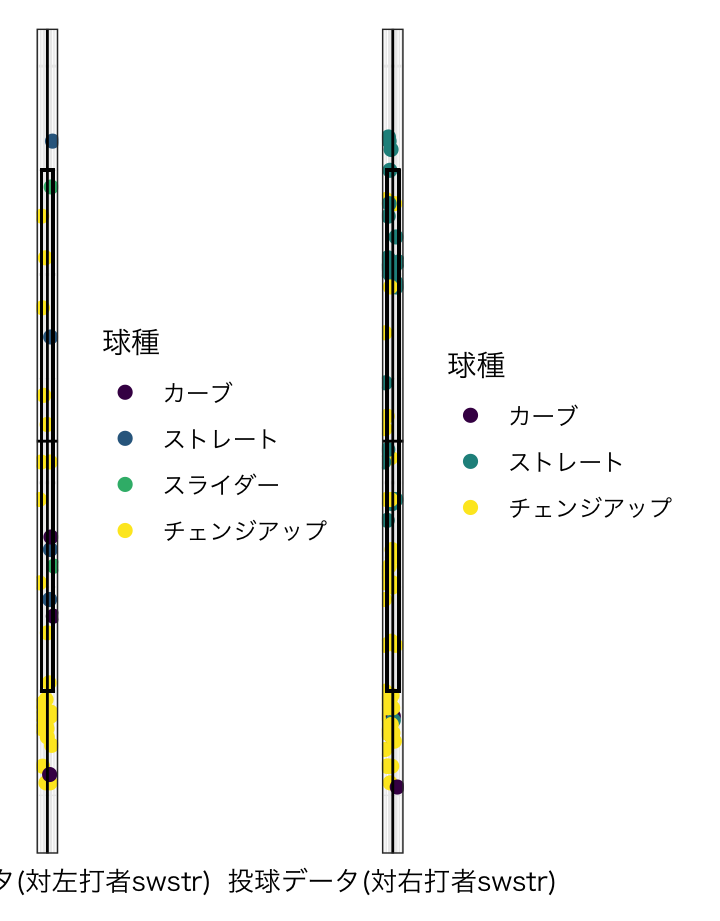 球種
カーブ
ストレート
スライダー
チェンジアップ
球種
カーブ
ストレート
チェンジアップ
タ(対左打者swstr)
投球データ(対右打者swstr)